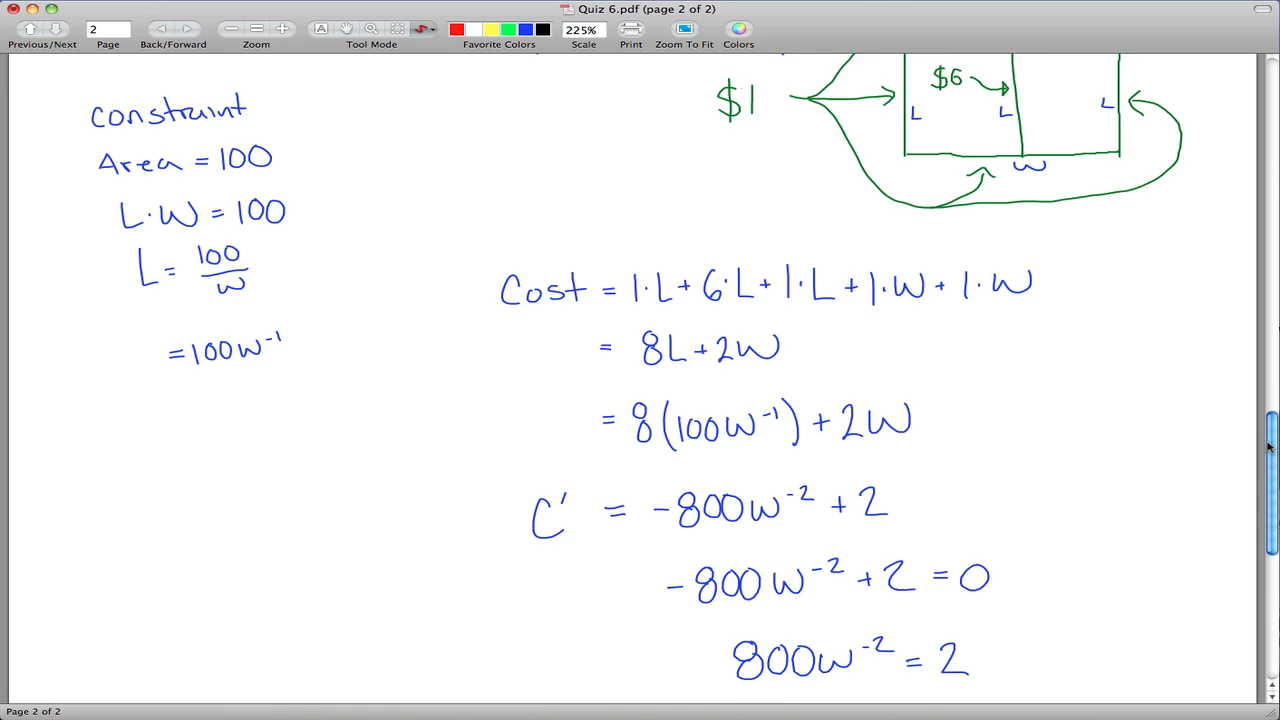 Quiz 6.pdf (page 2 of 2)
2 225%
Previous/Next Page Back/Forward Zoom Tool Mode Favorite Colors Scale Print Zoom To Fit Colors
$1 $6
L L L
W
constraint
Area = 100
L·W = 100
L = 100/W
= 100W⁻¹
Cost = 1·L + 6·L + 1·L + 1·W + 1·W
= 8L + 2W
= 8(100W⁻¹) + 2W
C' = -800W⁻² + 2
-800W⁻² + 2 = 0
800W⁻² = 2
Page 2 of 2